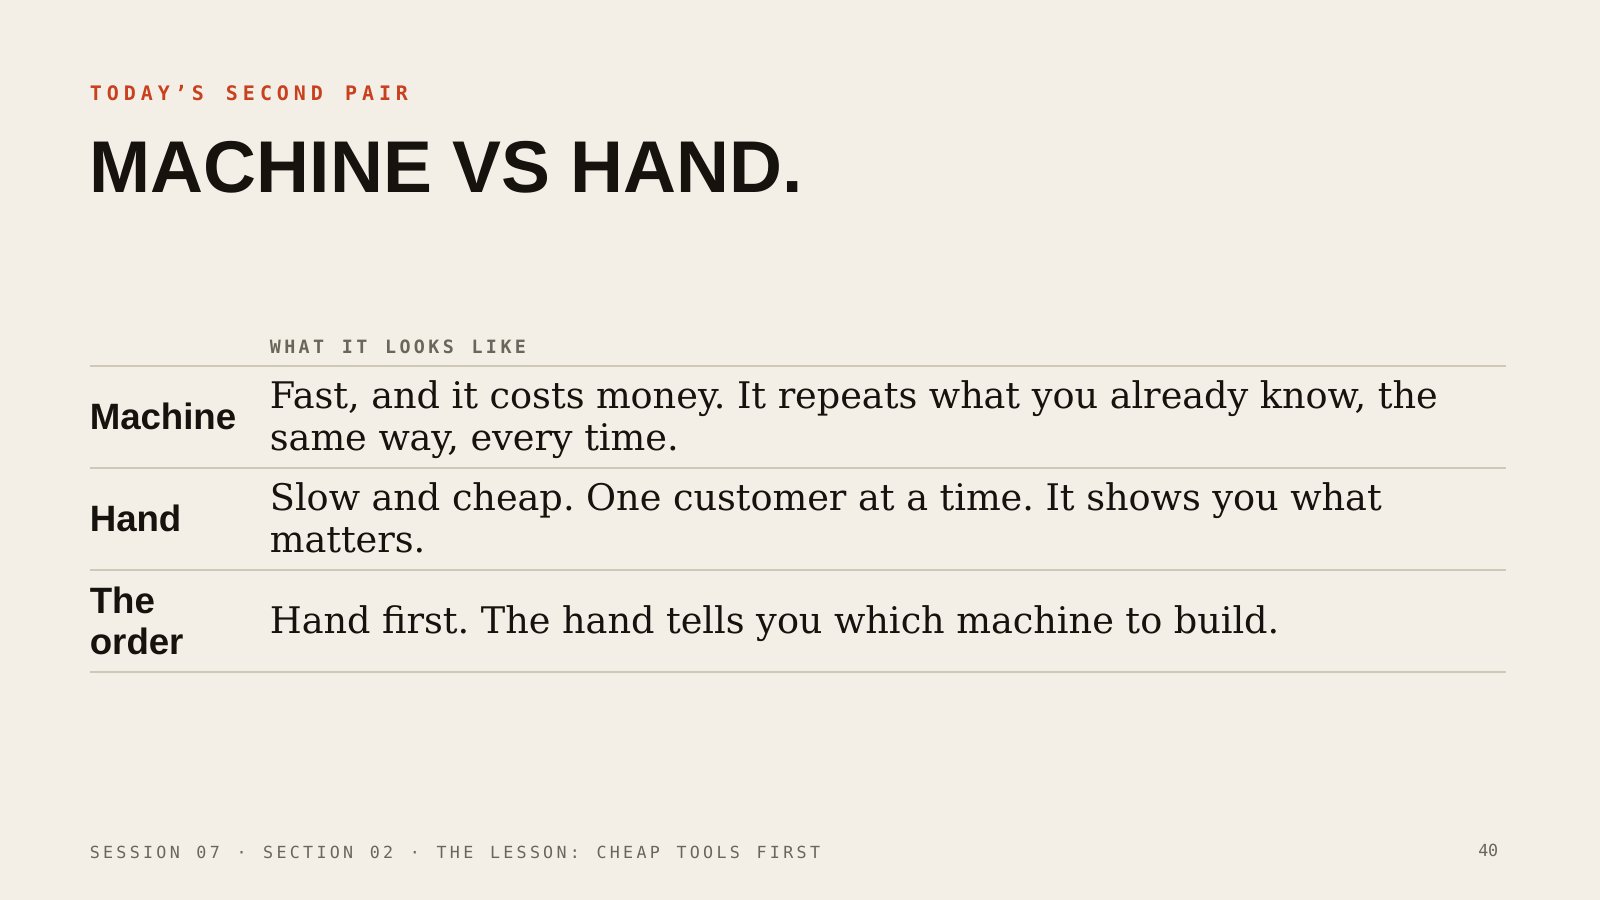 TODAY’S SECOND PAIR
MACHINE VS HAND.
WHAT IT LOOKS LIKE
Machine
Fast, and it costs money. It repeats what you already know, the
same way, every time.
Hand
Slow and cheap. One customer at a time. It shows you what
matters.
The
order
Hand first. The hand tells you which machine to build.
SESSION 07 · SECTION 02 · THE LESSON: CHEAP TOOLS FIRST
40